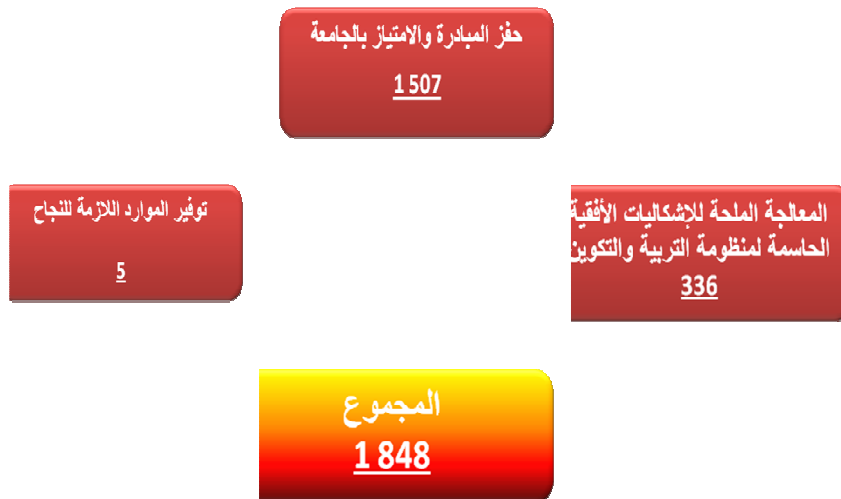 حفز المبادرة والامتياز بالجامعة
1 507
المعالجة الملحة للإشكاليات الأفقية
الحاسمة لمنظومة التربية والتكوين
336
توفير الموارد اللازمة للنجاح
5
المجموع
1 848